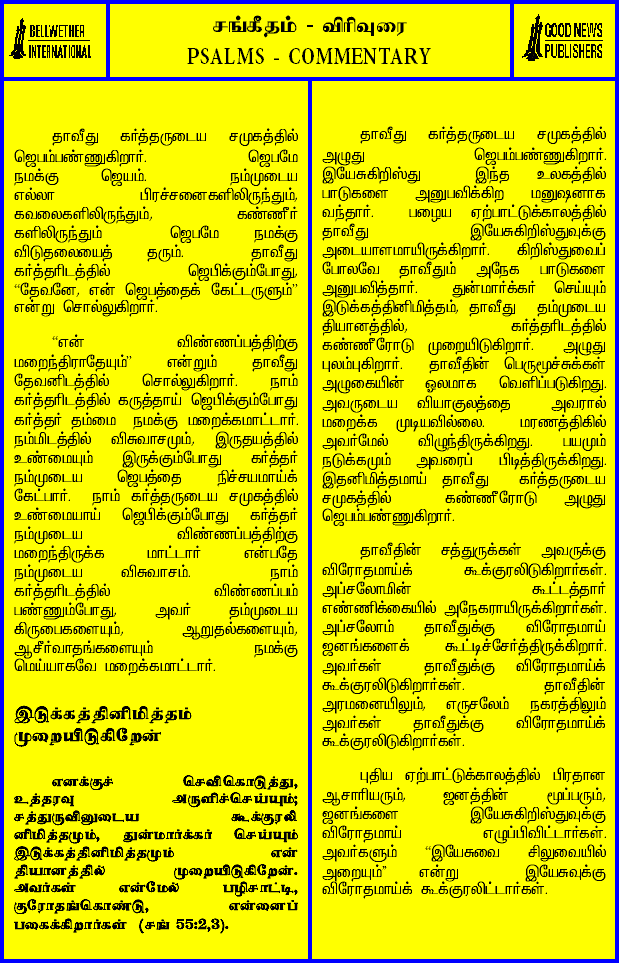 BELLWETHER
INTERNATIONAL
சங்கீதம் - விரிவுரை
PSALMS - COMMENTARY
GOOD NEWS
PUBLISHERS
தாவீது கர்த்தருடைய சமுகத்தில்
ஜெபம்பண்ணுகிறார். ஜெபமே
நமக்கு ஜெயம். நம்முடைய
எல்லா பிரச்சனைகளிலிருந்தும்,
கவலைகளிலிருந்தும், கண்ணீர்
களிலிருந்தும் ஜெபமே நமக்கு
விடுதலையைத் தரும். தாவீது
கர்த்தரிடத்தில் ஜெபிக்கும்போது,
“தேவனே, என் ஜெபத்தைக் கேட்டருளும்”
என்று சொல்லுகிறார்.
“என் விண்ணப்பத்திற்கு
மறைந்திராதேயும்” என்றும் தாவீது
தேவனிடத்தில் சொல்லுகிறார். நாம்
கர்த்தரிடத்தில் கருத்தாய் ஜெபிக்கும்போது
கர்த்தர் தம்மை நமக்கு மறைக்கமாட்டார்.
நம்மிடத்தில் விசுவாசமும், இருதயத்தில்
உண்மையும் இருக்கும்போது கர்த்தர்
நம்முடைய ஜெபத்தை நிச்சயமாய்க்
கேட்பார். நாம் கர்த்தருடைய சமுகத்தில்
உண்மையாய் ஜெபிக்கும்போது கர்த்தர்
நம்முடைய விண்ணப்பத்திற்கு
மறைந்திருக்க மாட்டார் என்பதே
நம்முடைய விசுவாசம். நாம்
கர்த்தரிடத்தில் விண்ணப்பம்
பண்ணும்போது, அவர் தம்முடைய
கிருபைகளையும், ஆறுதல்களையும்,
ஆசீர்வாதங்களையும் நமக்கு
மெய்யாகவே மறைக்கமாட்டார்.
இடுக்கத்தினிமித்தம்
முறையிடுகிறேன்
எனக்குச் செவிகொடுத்து,
உத்தரவு அருளிச்செய்யும்;
சத்துருவினுடைய கூக்குரலி
னிமித்தமும், துன்மார்க்கர் செய்யும்
இடுக்கத்தினிமித்தமும் என்
தியானத்தில் முறையிடுகிறேன்.
அவர்கள் என்மேல் பழிசாட்டி,
குரோதங்கொண்டு, என்னைப்
பகைக்கிறார்கள் (சங் 55:2,3).
தாவீது கர்த்தருடைய சமுகத்தில்
அழுது ஜெபம்பண்ணுகிறார்.
இயேசுகிறிஸ்து இந்த உலகத்தில்
பாடுகளை அனுபவிக்கிற மனுஷனாக
வந்தார். பழைய ஏற்பாட்டுக்காலத்தில்
தாவீது இயேசுகிறிஸ்துவுக்கு
அடையாளமாயிருக்கிறார். கிறிஸ்துவைப்
போலவே தாவீதும் அநேக பாடுகளை
அனுபவித்தார். துன்மார்க்கர் செய்யும்
இடுக்கத்தினிமித்தம், தாவீது தம்முடைய
தியானத்தில், கர்த்தரிடத்தில்
கண்ணீரோடு முறையிடுகிறார். அழுது
புலம்புகிறார். தாவீதின் பெருமூச்சுக்கள்
அழுகையின் ஓலமாக வெளிப்படுகிறது.
அவருடைய வியாகுலத்தை அவரால்
மறைக்க முடியவில்லை. மரணத்திகில்
அவர்மேல் விழுந்திருக்கிறது. பயமும்
நடுக்கமும் அவரைப் பிடித்திருக்கிறது.
இதனிமித்தமாய் தாவீது கர்த்தருடைய
சமுகத்தில் கண்ணீரோடு அழுது
ஜெபம்பண்ணுகிறார்.
தாவீதின் சத்துருக்கள் அவருக்கு
விரோதமாய்க் கூக்குரலிடுகிறார்கள்.
அப்சலோமின் கூட்டத்தார்
எண்ணிக்கையில் அநேகராயிருக்கிறார்கள்.
அப்சலோம் தாவீதுக்கு விரோதமாய்
ஜனங்களைக் கூட்டிச்சேர்த்திருக்கிறார்.
அவர்கள் தாவீதுக்கு விரோதமாய்க்
கூக்குரலிடுகிறார்கள். தாவீதின்
அரமனையிலும், எருசலேம் நகரத்திலும்
அவர்கள் தாவீதுக்கு விரோதமாய்க்
கூக்குரலிடுகிறார்கள்.
புதிய ஏற்பாட்டுக்காலத்தில் பிரதான
ஆசாரியரும், ஜனத்தின் மூப்பரும்,
ஜனங்களை இயேசுகிறிஸ்துவுக்கு
விரோதமாய் எழுப்பிவிட்டார்கள்.
அவர்களும் “இயேசுவை சிலுவையில்
அறையும்” என்று இயேசுவுக்கு
விரோதமாய்க் கூக்குரலிட்டார்கள்.